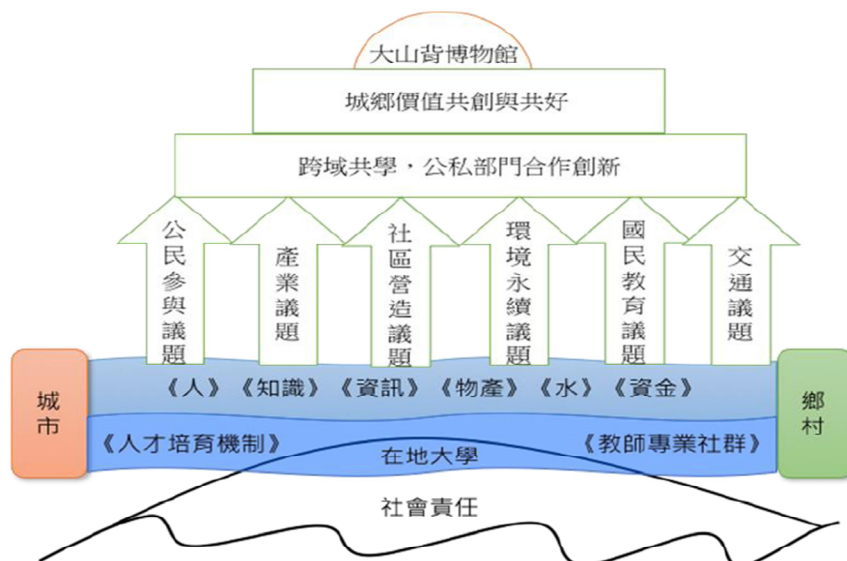 大山背博物館
城鄉價值共創與共好
跨域共學，公私部門合作創新
公民參與議題
產業議題
社區營造議題
環境永續議題
國民教育議題
交通議題
城市
《人》《知識》《資訊》《物產》《水》《資金》
鄉村
《人才培育機制》
在地大學
《教師專業社群》
社會責任